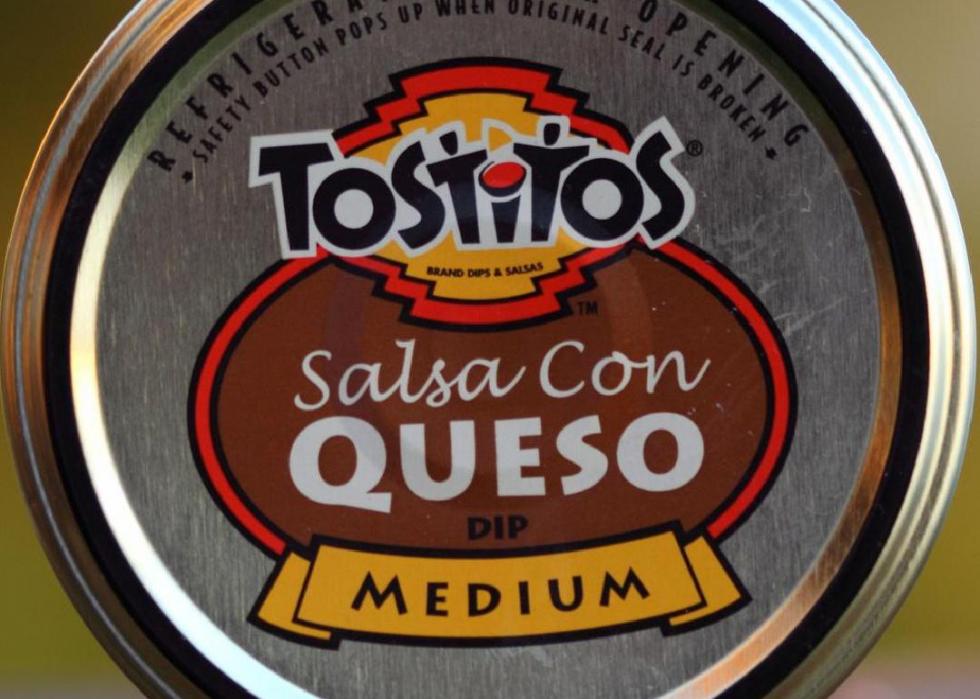 OPENING
SAFETY BUTTON POPS UP WHEN ORIGINAL SEAL IS BROKEN
TOSTITOS®
BRAND DIPS & SALSAS
TM
Salsa Con
QUESO
DIP
MEDIUM